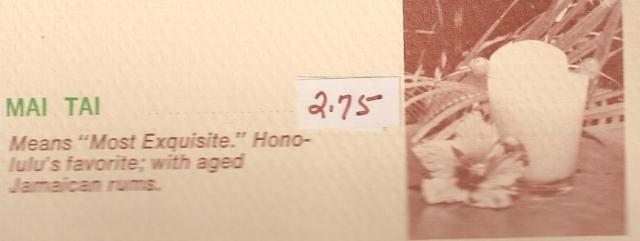 MAI TAI 2.75
Means "Most Exquisite." Hono-
lulu's favorite; with aged
Jamaican rums.